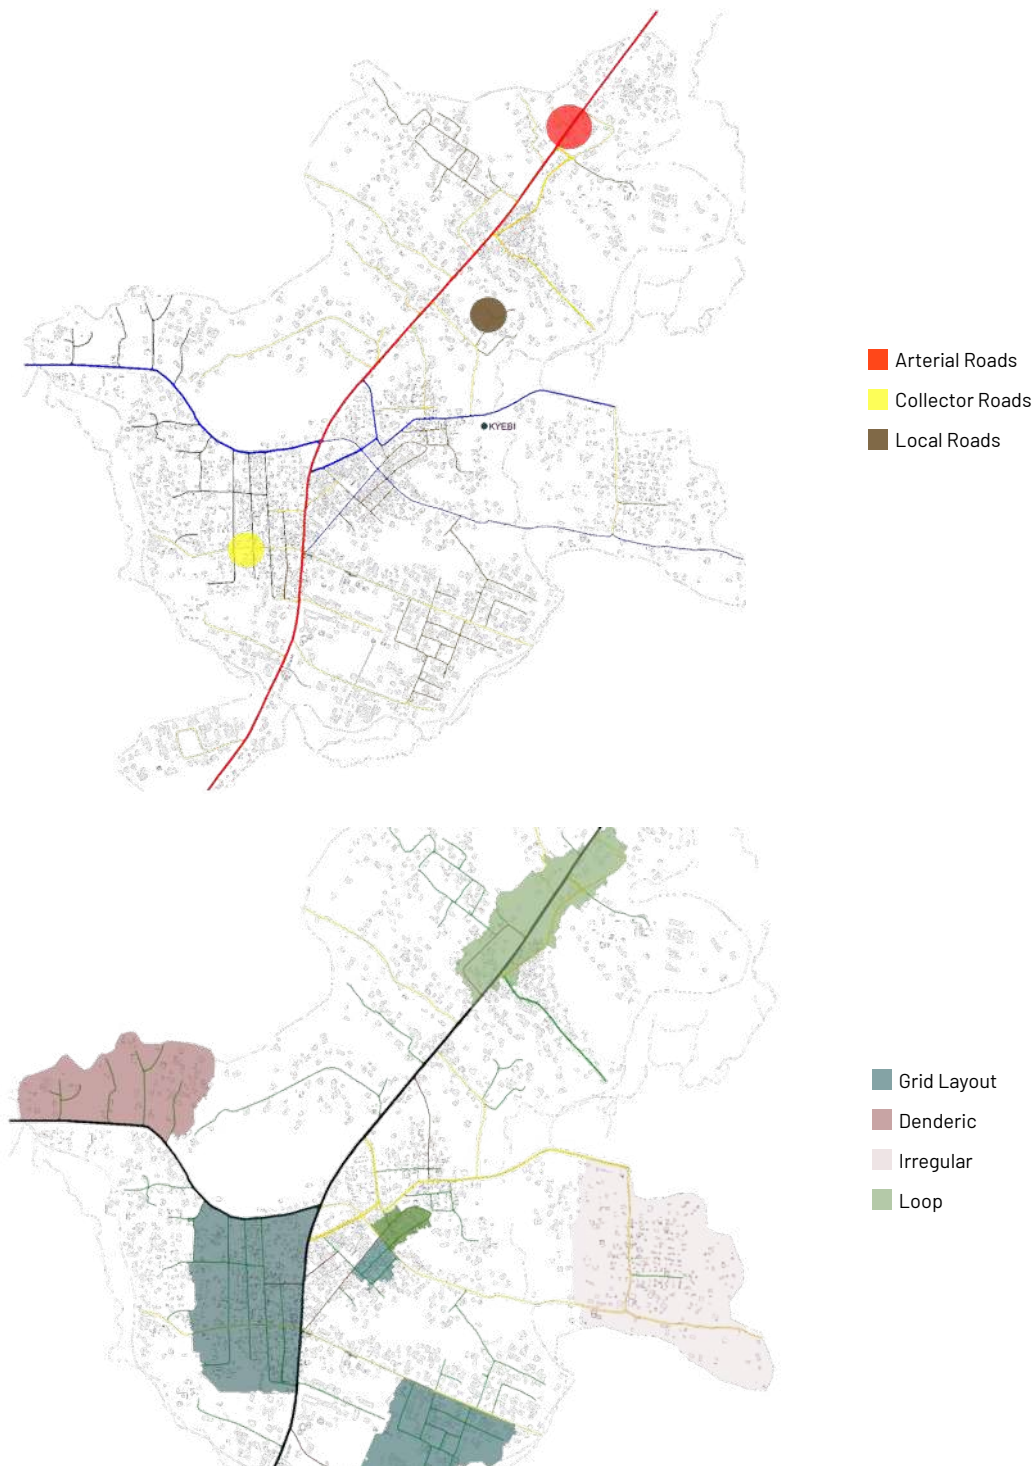 Arterial Roads
Collector Roads
Local Roads
KYEBI
Grid Layout
Denderic
Irregular
Loop